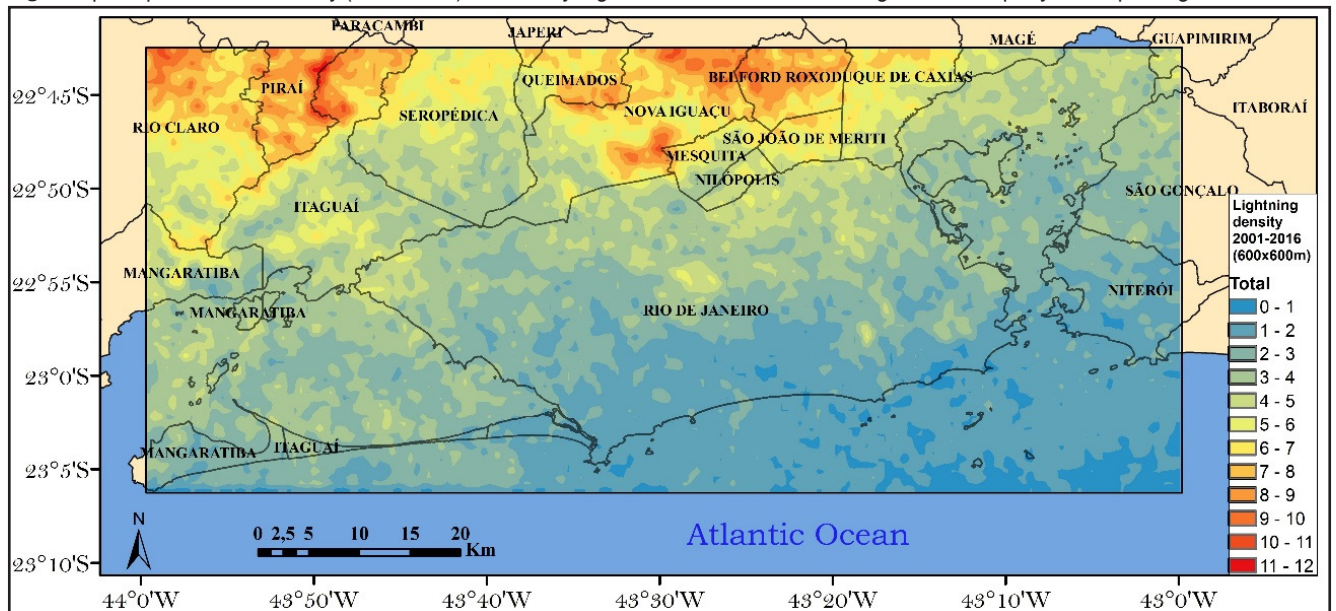 PARACAMBI
JAPERI
MAGÉ
GUAPIMIRIM
PIRAÍ
QUEIMADOS
BELFORD ROXO
DUQUE DE CAXIAS
22°45'S
RIO CLARO
SEROPÉDICA
NOVA IGUAÇU
ITABORAÍ
SÃO JOÃO DE MERITI
MESQUITA
22°50'S
NILÓPOLIS
SÃO GONÇALO
ITAGUAÍ
MANGARATIBA
22°55'S
MANGARATIBA
RIO DE JANEIRO
NITERÓI
23°0'S
MANGARATIBA
ITAGUAÍ
23°5'S
N
0 2,5 5 10 15 20
Km
Atlantic Ocean
23°10'S
44°0'W 43°50'W 43°40'W 43°30'W 43°20'W 43°10'W 43°0'W
Lightning
density
2001-2016
(600x600m)
Total
0 - 1
1 - 2
2 - 3
3 - 4
4 - 5
5 - 6
6 - 7
7 - 8
8 - 9
9 - 10
10 - 11
11 - 12